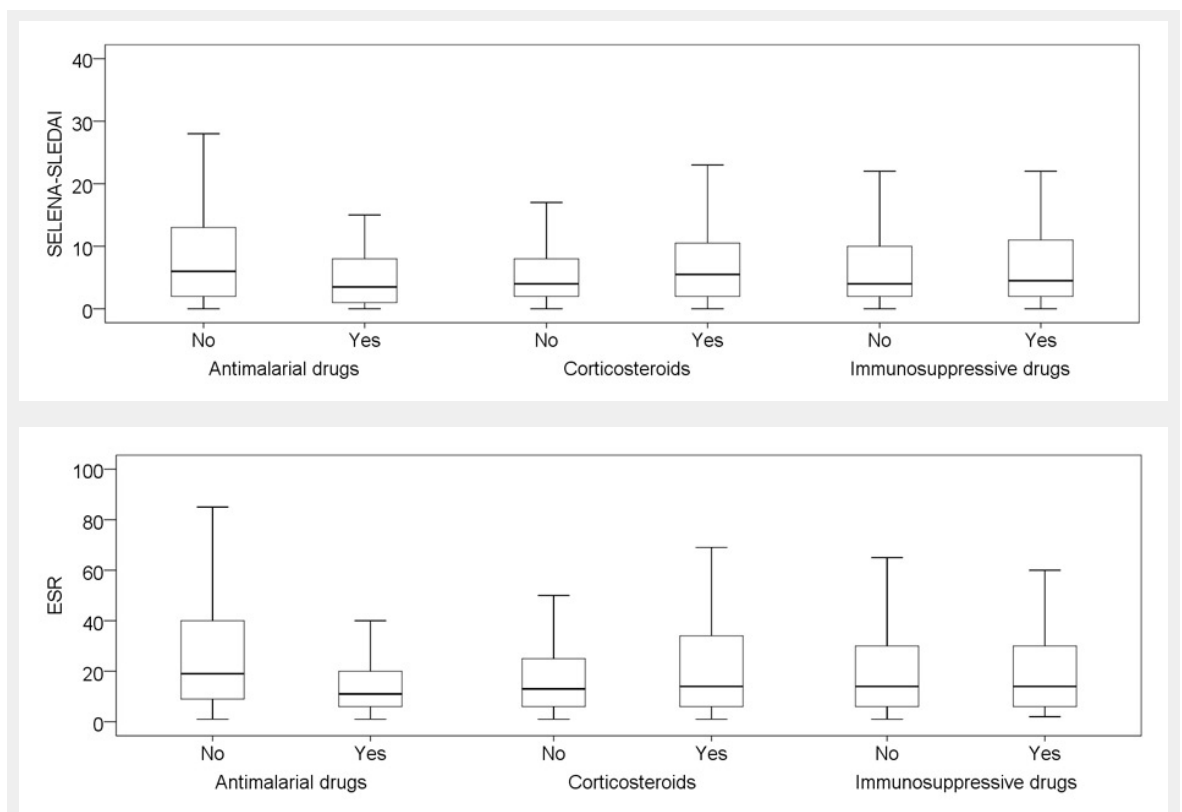 SELENA-SLEDAI
40
30
20
10
0
No Yes No Yes No Yes
Antimalarial drugs Corticosteroids Immunosuppressive drugs
ESR
100
80
60
40
20
0
No Yes No Yes No Yes
Antimalarial drugs Corticosteroids Immunosuppressive drugs